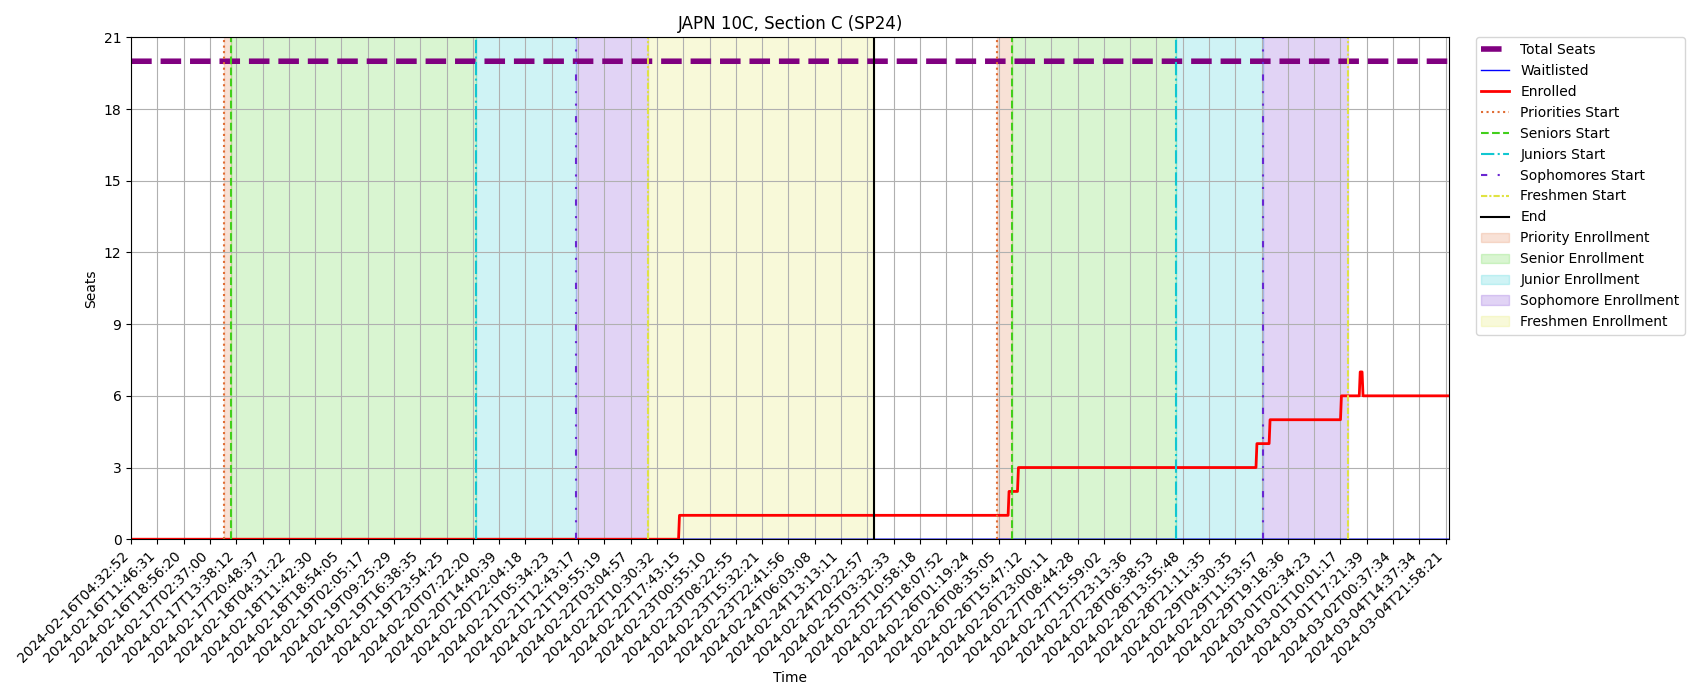 JAPN 10C, Section C (SP24)
21
18
15
12
9
6
3
0
Seats
2024-02-16T04:32:52
2024-02-16T11:46:31
2024-02-16T18:56:20
2024-02-17T02:37:00
2024-02-17T13:38:12
2024-02-17T20:48:37
2024-02-18T04:31:22
2024-02-18T11:42:30
2024-02-18T18:54:05
2024-02-19T02:05:17
2024-02-19T09:25:29
2024-02-19T16:38:35
2024-02-19T23:54:25
2024-02-20T07:22:20
2024-02-20T14:40:39
2024-02-20T22:04:18
2024-02-21T05:34:23
2024-02-21T12:43:17
2024-02-21T19:55:19
2024-02-22T03:04:57
2024-02-22T10:30:32
2024-02-22T17:43:15
2024-02-23T00:55:10
2024-02-23T08:22:55
2024-02-23T15:32:21
2024-02-23T22:41:56
2024-02-24T06:03:08
2024-02-24T13:13:11
2024-02-24T20:22:57
2024-02-25T03:32:33
2024-02-25T10:58:18
2024-02-25T18:07:52
2024-02-26T01:19:24
2024-02-26T08:35:05
2024-02-26T15:47:12
2024-02-26T23:00:11
2024-02-27T08:44:28
2024-02-27T15:59:02
2024-02-27T23:13:36
2024-02-28T06:38:53
2024-02-28T13:55:48
2024-02-28T21:11:35
2024-02-29T04:30:35
2024-02-29T11:53:57
2024-02-29T19:18:36
2024-03-01T02:34:23
2024-03-01T10:01:17
2024-03-01T17:21:39
2024-03-02T00:37:34
2024-03-04T14:37:34
2024-03-04T21:58:21
Time
Total Seats
Waitlisted
Enrolled
Priorities Start
Seniors Start
Juniors Start
Sophomores Start
Freshmen Start
End
Priority Enrollment
Senior Enrollment
Junior Enrollment
Sophomore Enrollment
Freshmen Enrollment